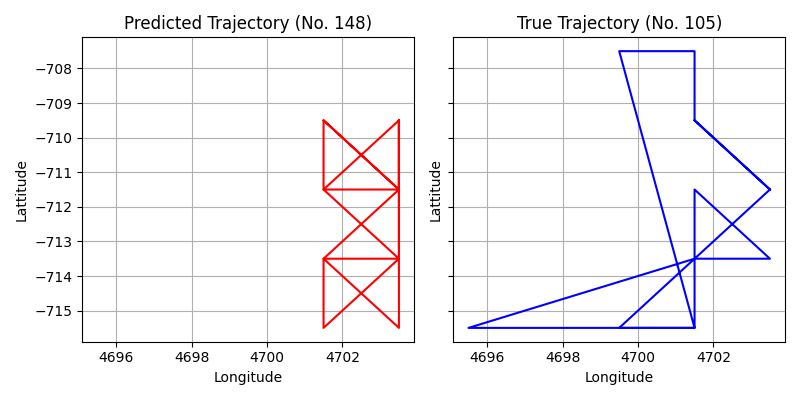 Predicted Trajectory (No. 148)
True Trajectory (No. 105)
Lattitude
−708
−709
−710
−711
−712
−713
−714
−715
4696
4698
4700
4702
Longitude
Lattitude
4696
4698
4700
4702
Longitude